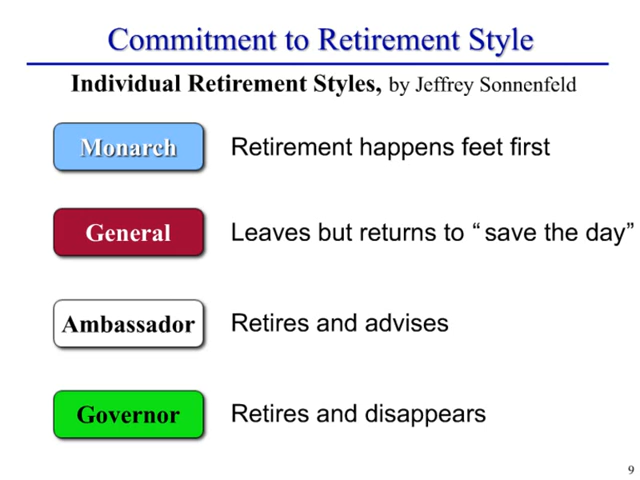 Commitment to Retirement Style
Individual Retirement Styles, by Jeffrey Sonnenfeld
Monarch Retirement happens feet first
General Leaves but returns to “ save the day”
Ambassador Retires and advises
Governor Retires and disappears
9